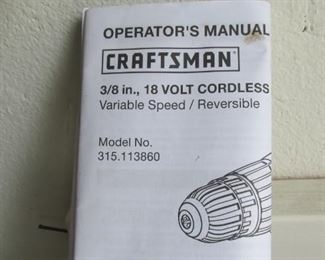 OPERATOR'S MANUAL
CRAFTSMAN
3/8 in., 18 VOLT CORDLESS
Variable Speed / Reversible
Model No.
315.113860